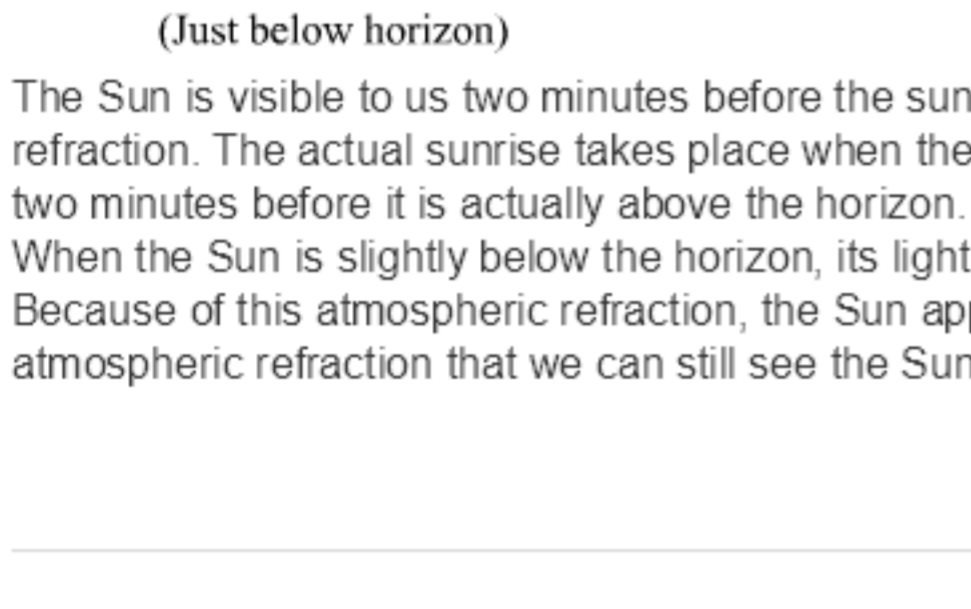 (Just below horizon)
The Sun is visible to us two minutes before the sun
refraction. The actual sunrise takes place when the
two minutes before it is actually above the horizon.
When the Sun is slightly below the horizon, its light
Because of this atmospheric refraction, the Sun app
atmospheric refraction that we can still see the Sun